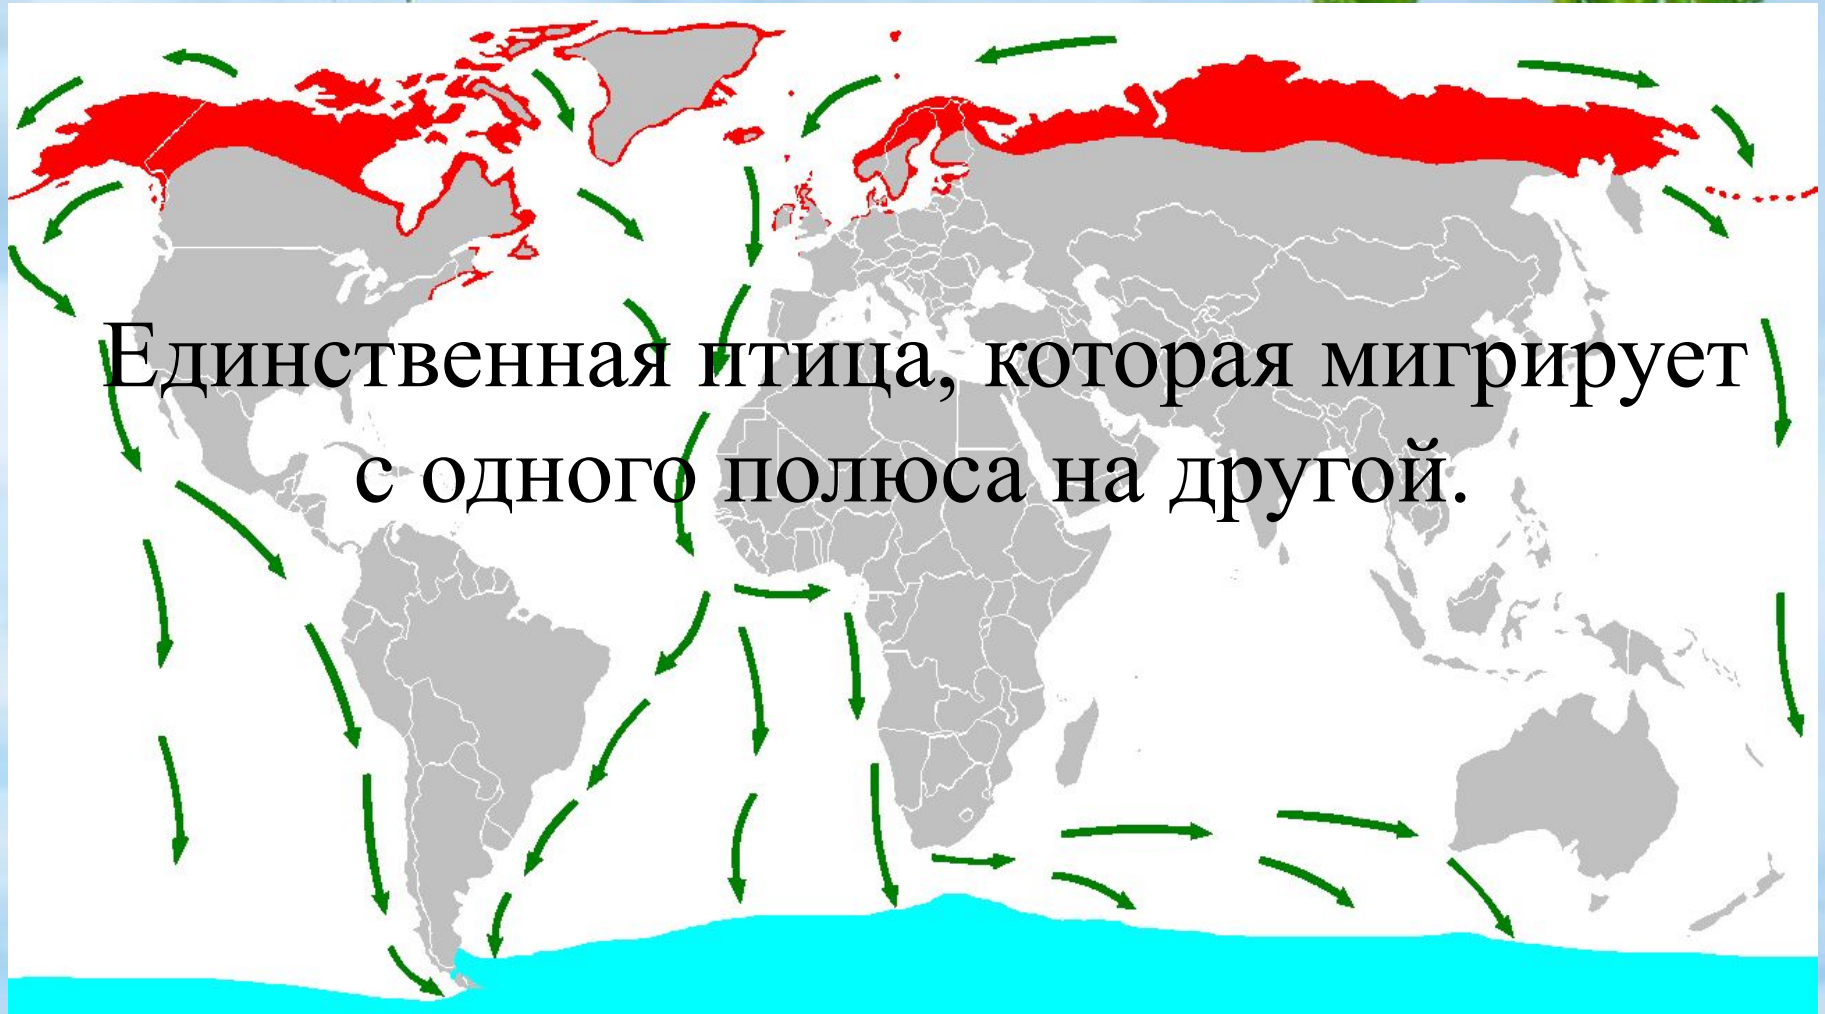 Единственная птица, которая мигрирует
с одного полюса на другой.